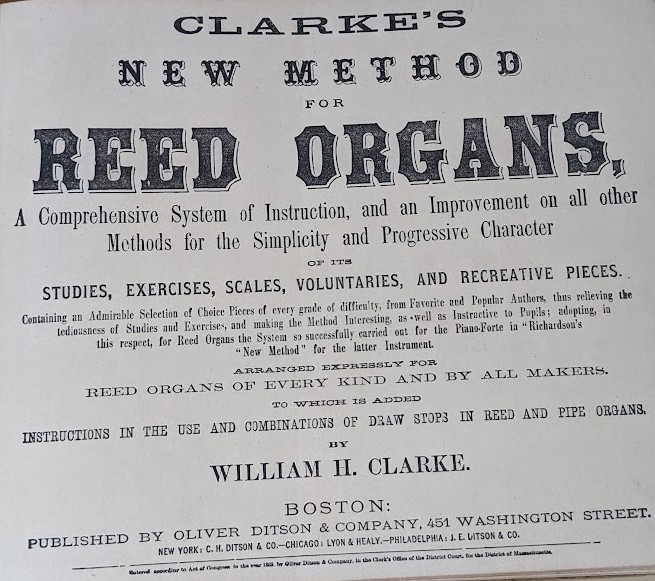 CLARKE'S
NEW METHOD
FOR
REED ORGANS,
A Comprehensive System of Instruction, and an Improvement on all other
Methods for the Simplicity and Progressive Character
OF ITS
STUDIES, EXERCISES, SCALES, VOLUNTARIES, AND RECREATIVE PIECES.
Containing an Admirable Selection of Choice Pieces of every grade of difficulty, from Favorite and Popular Authors, thus relieving the
tediousness of Studies and Exercises, and making the Method Interesting, as well as Instructive to Pupils; adopting, in
this respect, for Reed Organs the System so successfully carried out for the Piano-Forte in "Richardson's
"New Method" for the latter Instrument.
ARRANGED EXPRESSLY FOR
REED ORGANS OF EVERY KIND AND BY ALL MAKERS.
TO WHICH IS ADDED
INSTRUCTIONS IN THE USE AND COMBINATIONS OF DRAW STOPS IN REED AND PIPE ORGANS.
BY
WILLIAM H. CLARKE.
BOSTON:
PUBLISHED BY OLIVER DITSON & COMPANY, 451 WASHINGTON STREET.
NEW YORK: C. H. DITSON & CO.—CHICAGO: LYON & HEALY.—PHILADELPHIA: J. E. DITSON & CO.
Entered according to Act of Congress in the year by Oliver Ditson & Company, in the Clerk's Office of the District Court, for the District of Massachusetts.